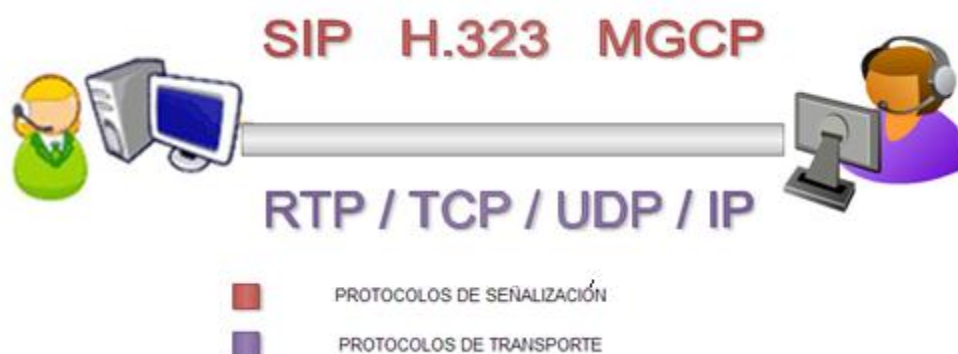 SIP H.323 MGCP
RTP / TCP / UDP / IP
PROTOCOLOS DE SEÑALIZACIÓN
PROTOCOLOS DE TRANSPORTE